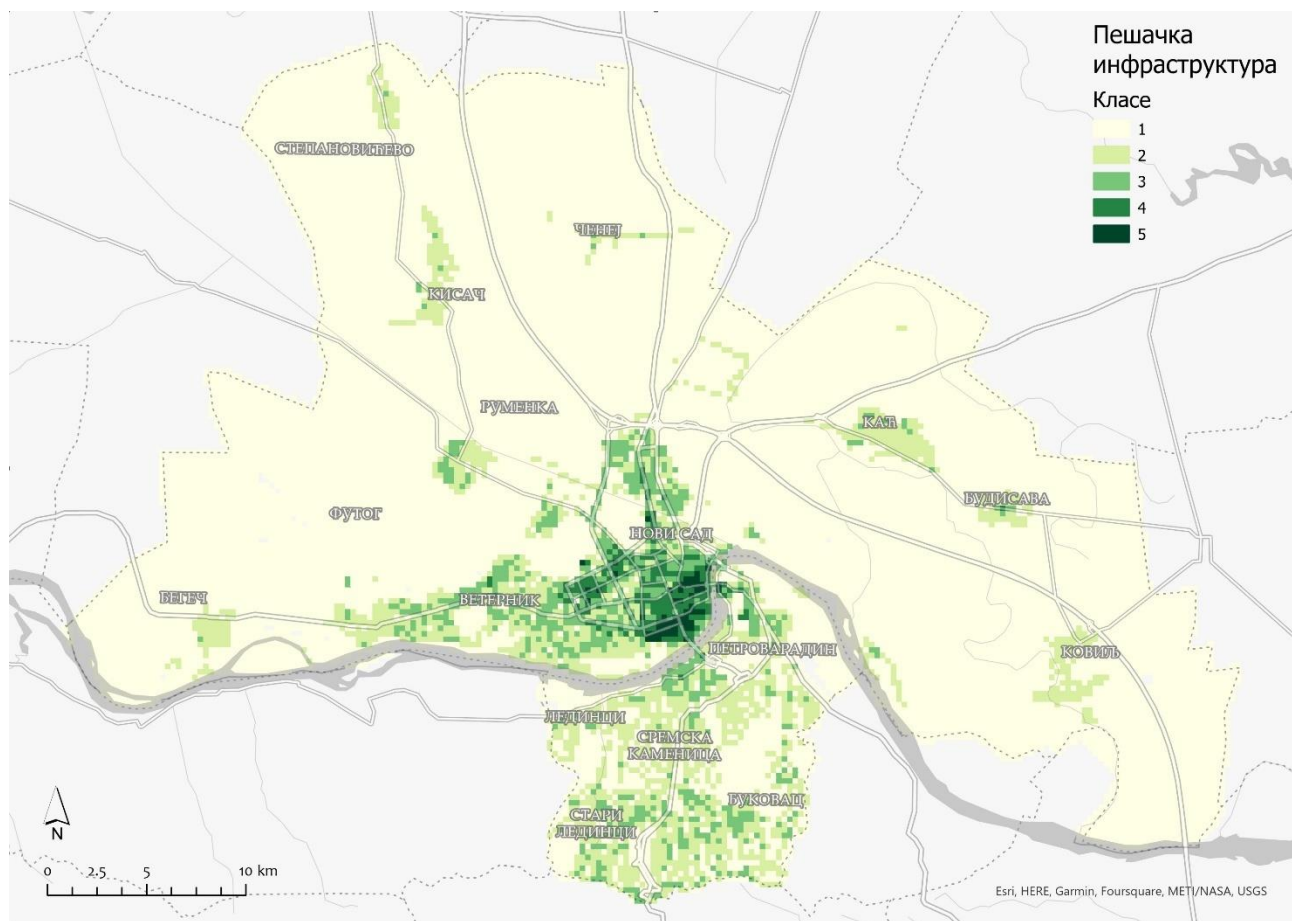 Пешачка
инфраструктура
Класе
1
2
3
4
5
СТЕПАНОВИЋЕВО
ЧЕНЕЈ
КИСАЧ
РУМЕНКА
КАЋ
БУДИСАВА
ФУТОГ
НОВИ САД
БЕГЕЧ
ВЕТЕРНИК
ПЕТРОВАРАДИН
КОВИЉ
ЛЕДИНЦИ
СРЕМСКА
КАМЕНИЦА
БУКОВАЦ
СТАРИ
ЛЕДИНЦИ
N
0 2,5 5 10 km
Esri, HERE, Garmin, Foursquare, METI/NASA, USGS